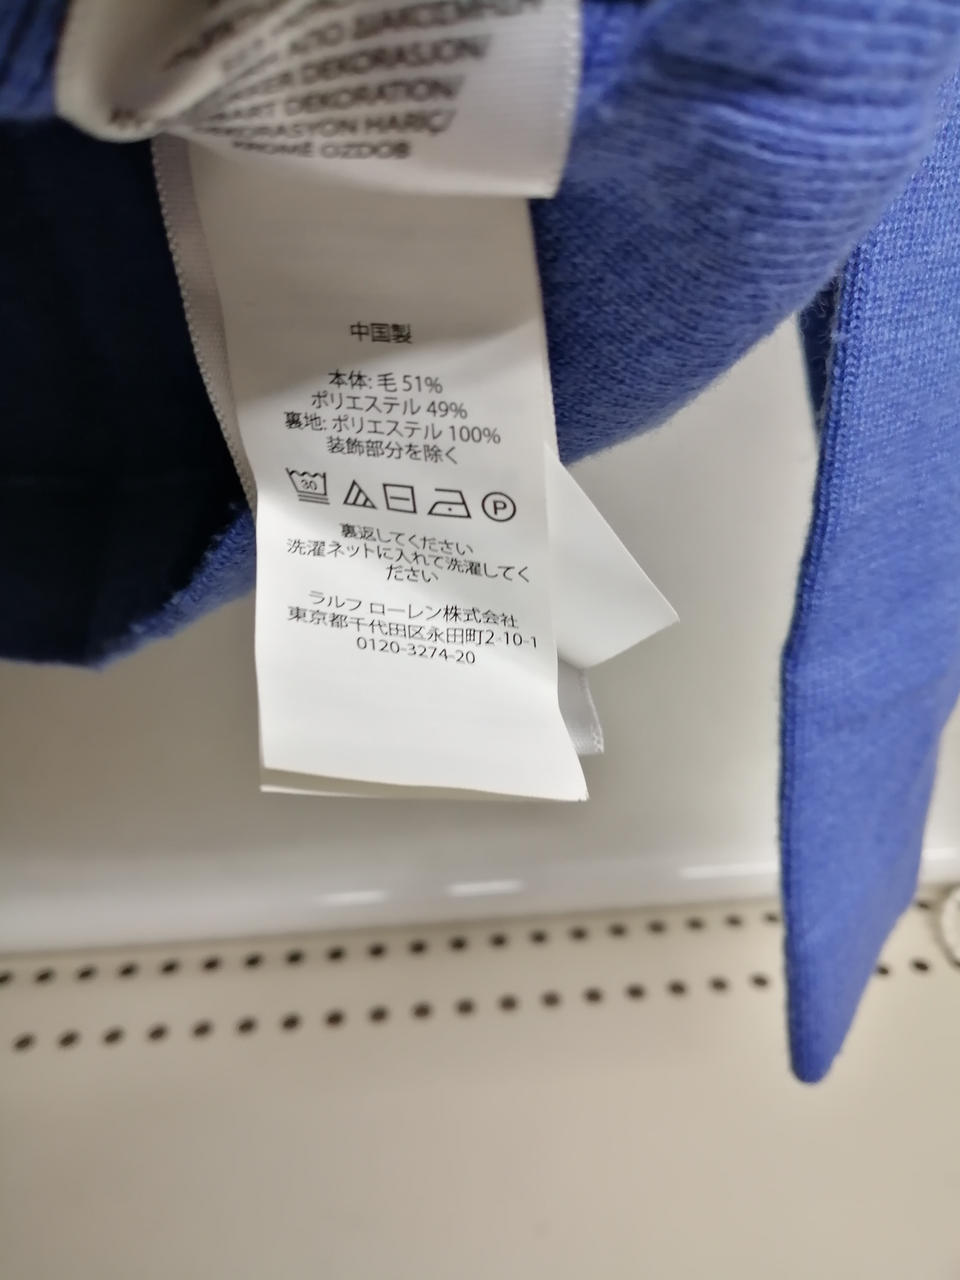 DEKORASJON/
DEKORATION/
HARIÇ/
KROMĚ OZDOB
中国製
本体: 毛 51%
ポリエステル 49%
裏地: ポリエステル 100%
装飾部分を除く
30
P
裏返してください
洗濯ネットに入れて洗濯してく
ださい
ラルフ ローレン株式会社
東京都千代田区永田町2-10-1
0120-3274-20